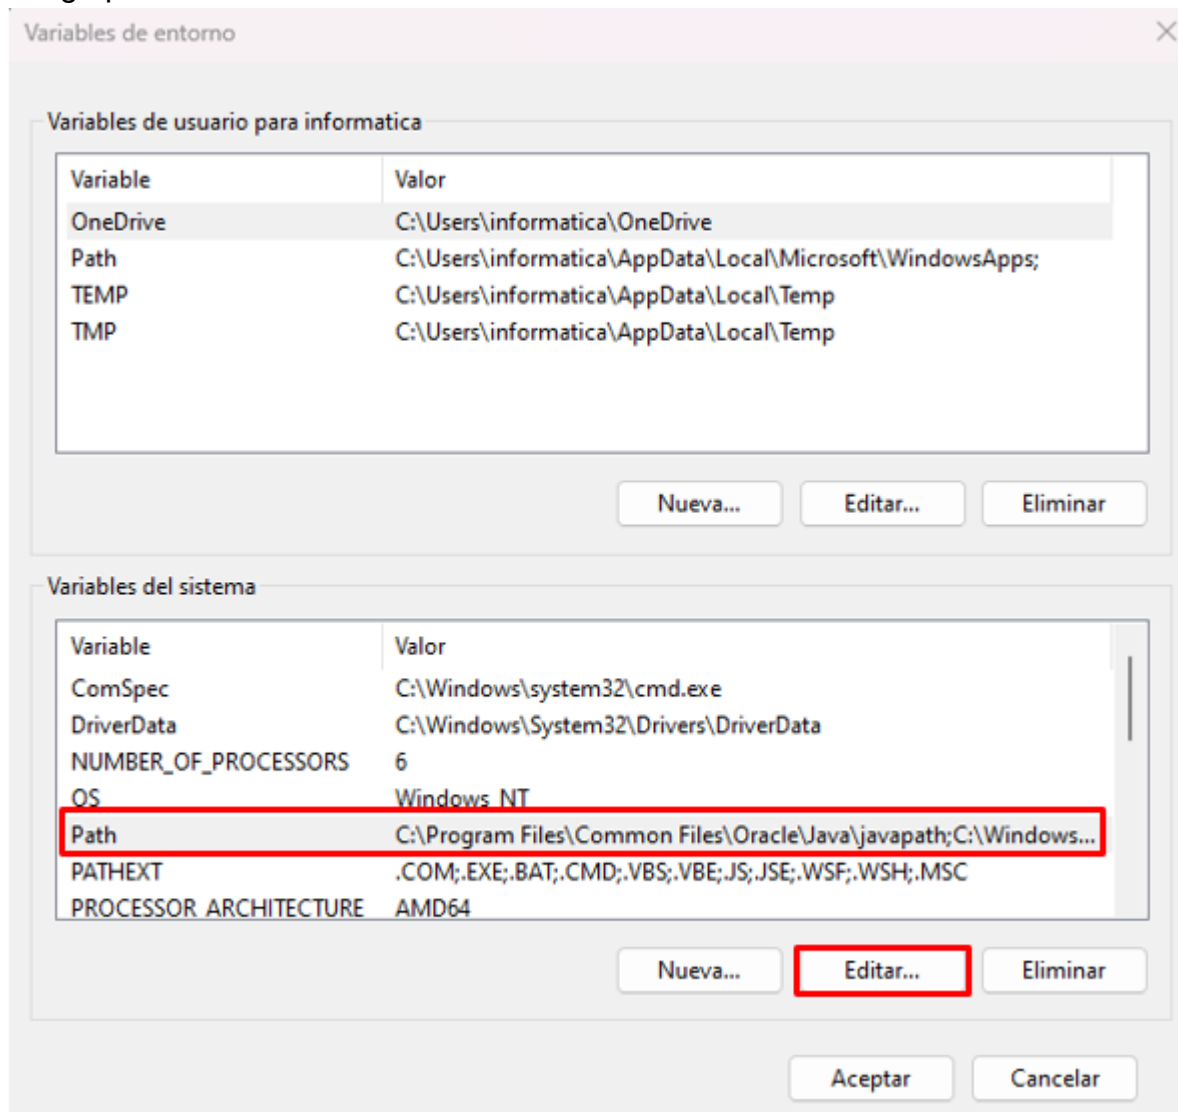 Variables de entorno
Variables de usuario para informatica
Variable Valor
OneDrive C:\Users\informatica\OneDrive
Path C:\Users\informatica\AppData\Local\Microsoft\WindowsApps;
TEMP C:\Users\informatica\AppData\Local\Temp
TMP C:\Users\informatica\AppData\Local\Temp
Nueva... Editar... Eliminar
Variables del sistema
Variable Valor
ComSpec C:\Windows\system32\cmd.exe
DriverData C:\Windows\System32\Drivers\DriverData
NUMBER_OF_PROCESSORS 6
OS Windows_NT
Path C:\Program Files\Common Files\Oracle\Java\javapath;C:\Windows...
PATHEXT .COM;.EXE;.BAT;.CMD;.VBS;.VBE;.JS;.JSE;.WSF;.WSH;.MSC
PROCESSOR_ARCHITECTURE AMD64
Nueva... Editar... Eliminar
Aceptar Cancelar